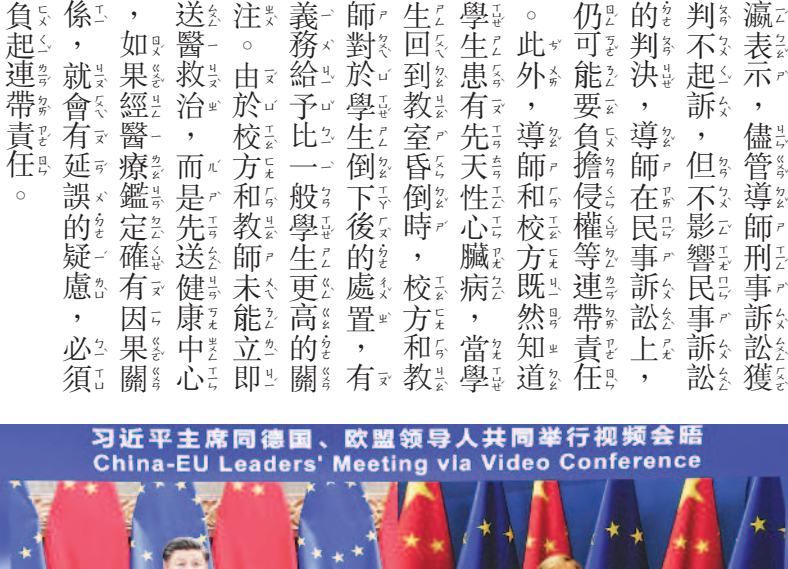 瀛表示，儘管導師刑事訴訟獲
判不起訴，但不影響民事訴訟
的判決，導師在民事訴訟上，
仍可能要負擔侵權等連帶責任
。此外，導師和校方既然知道
學生患有先天性心臟病，當學
生回到教室昏倒時，校方和教
師對於學生倒下後的處置，有
義務給予比一般學生更高的關
注。由於校方和教師未能立即
送醫救治，而是先送健康中心
，如果經醫療鑑定確有因果關
係，就會有延誤的疑慮，必須
負起連帶責任。
习近平主席同德国、欧盟领导人共同举行视频会晤
China-EU Leaders' Meeting via Video Conference